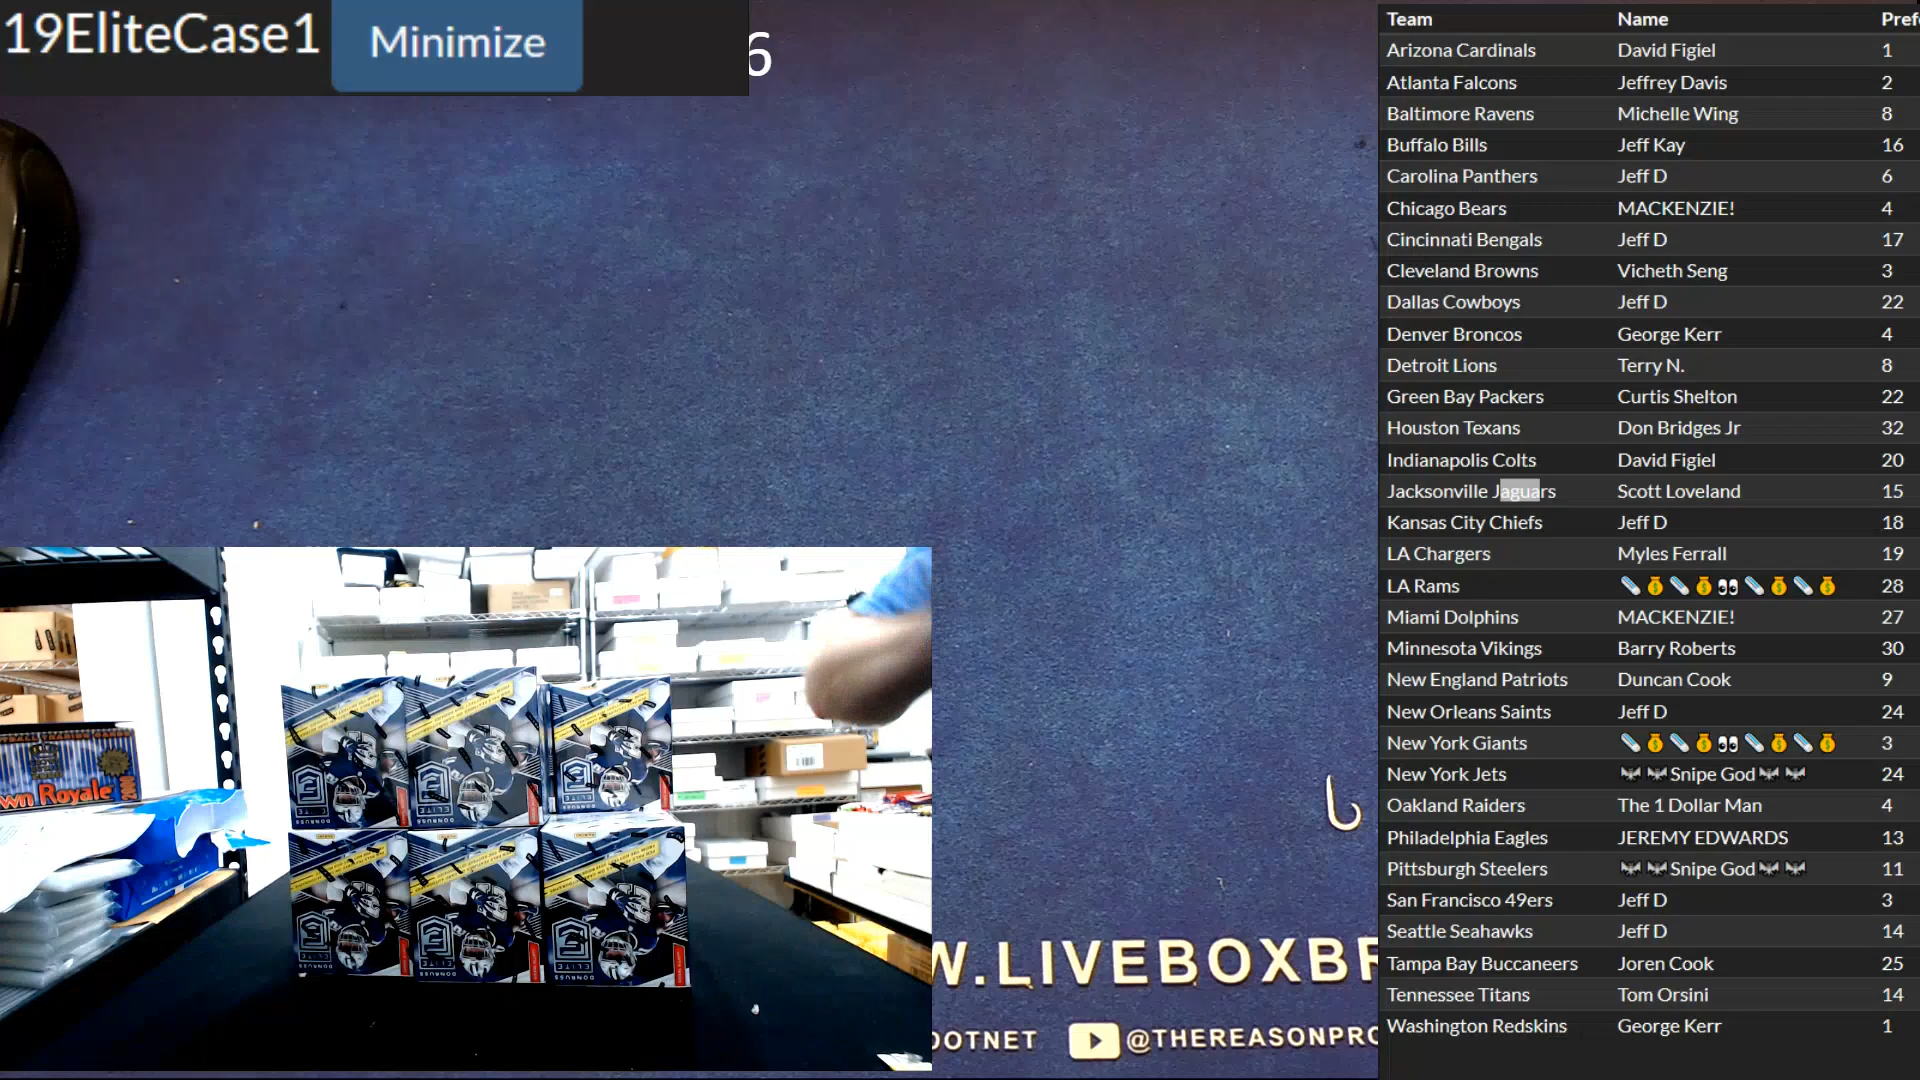 19EliteCase1
Minimize
6
Team Name Pref
Arizona Cardinals David Figiel 1
Atlanta Falcons Jeffrey Davis 2
Baltimore Ravens Michelle Wing 8
Buffalo Bills Jeff Kay 16
Carolina Panthers Jeff D 6
Chicago Bears MACKENZIE! 4
Cincinnati Bengals Jeff D 17
Cleveland Browns Vicheth Seng 3
Dallas Cowboys Jeff D 22
Denver Broncos George Kerr 4
Detroit Lions Terry N. 8
Green Bay Packers Curtis Shelton 22
Houston Texans Don Bridges Jr 32
Indianapolis Colts David Figiel 20
Jacksonville Jaguars Scott Loveland 15
Kansas City Chiefs Jeff D 18
LA Chargers Myles Ferrall 19
LA Rams 28
Miami Dolphins MACKENZIE! 27
Minnesota Vikings Barry Roberts 30
New England Patriots Duncan Cook 9
New Orleans Saints Jeff D 24
New York Giants 3
New York Jets Snipe God 24
Oakland Raiders The 1 Dollar Man 4
Philadelphia Eagles JEREMY EDWARDS 13
Pittsburgh Steelers Snipe God 11
San Francisco 49ers Jeff D 3
Seattle Seahawks Jeff D 14
Tampa Bay Buccaneers Joren Cook 25
Tennessee Titans Tom Orsini 14
Washington Redskins George Kerr 1
wn Royale
ELITE
DONRUSS
W.LIVEBOXBR
DOTNET @THEREASONPRO